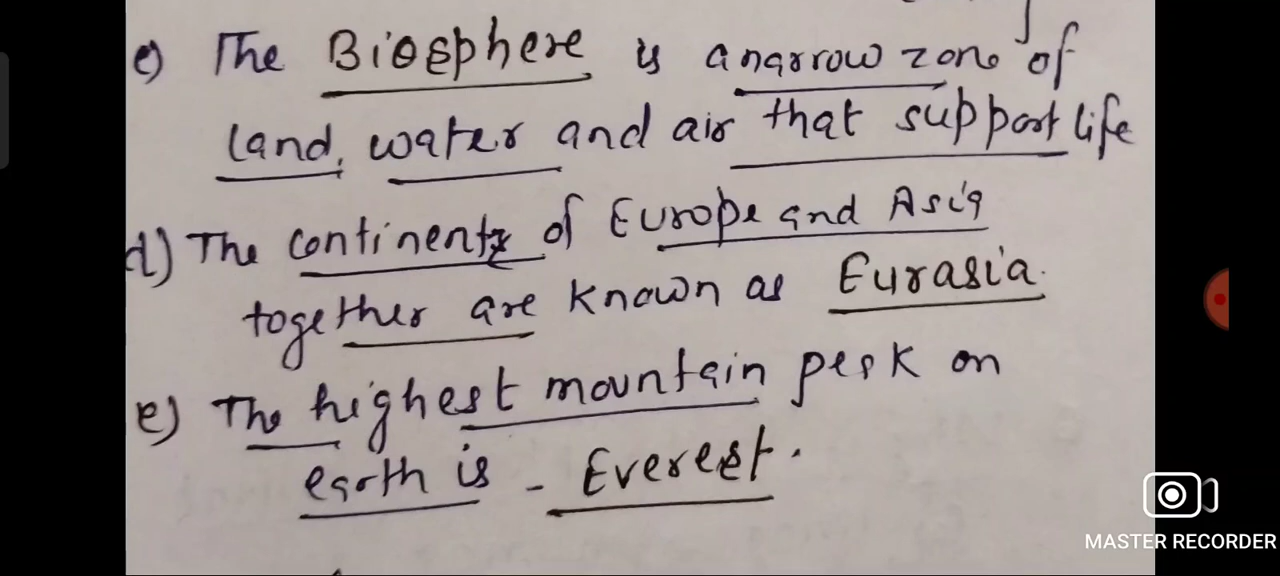 c) The Biosphere is a narrow zone of
land, water and air that support life
d) The continents of Europe and Asia
together are known as Eurasia.
e) The highest mountain peak on
earth is - Everest.
MASTER RECORDER